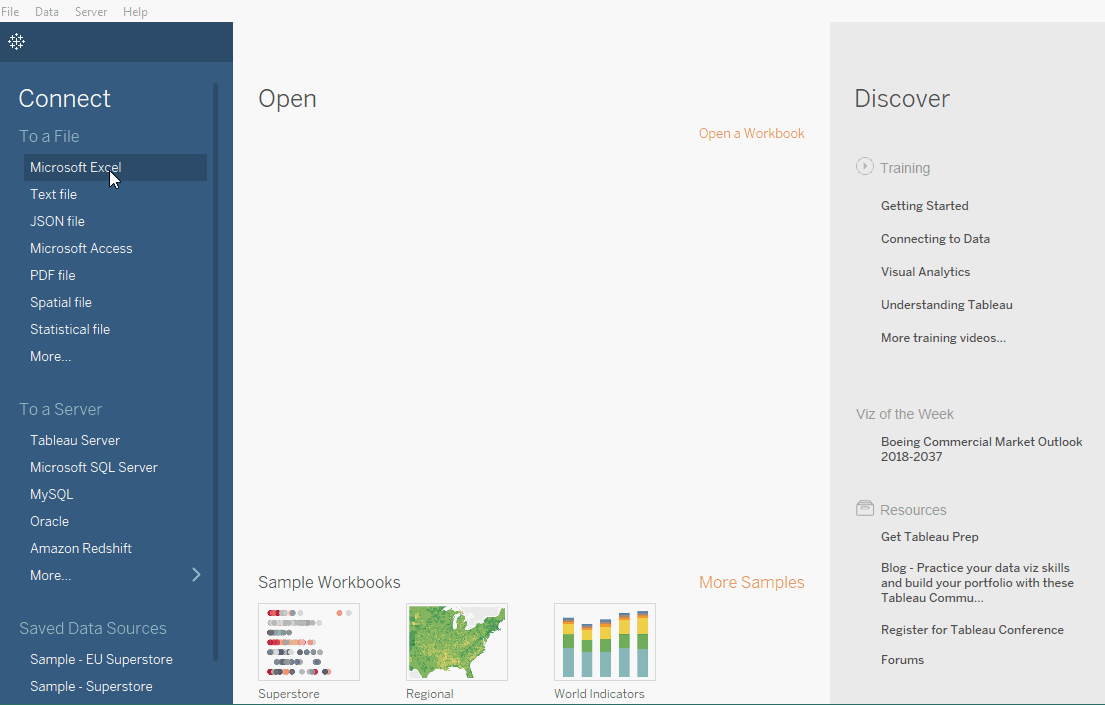 File Data Server Help
Connect
To a File
Microsoft Excel
Text file
JSON file
Microsoft Access
PDF file
Spatial file
Statistical file
More...
To a Server
Tableau Server
Microsoft SQL Server
MySQL
Oracle
Amazon Redshift
More...
Saved Data Sources
Sample - EU Superstore
Sample - Superstore
Open
Open a Workbook
Sample Workbooks
More Samples
Superstore
Regional
World Indicators
Discover
Training
Getting Started
Connecting to Data
Visual Analytics
Understanding Tableau
More training videos...
Viz of the Week
Boeing Commercial Market Outlook
2018-2037
Resources
Get Tableau Prep
Blog - Practice your data viz skills
and build your portfolio with these
Tableau Commu...
Register for Tableau Conference
Forums